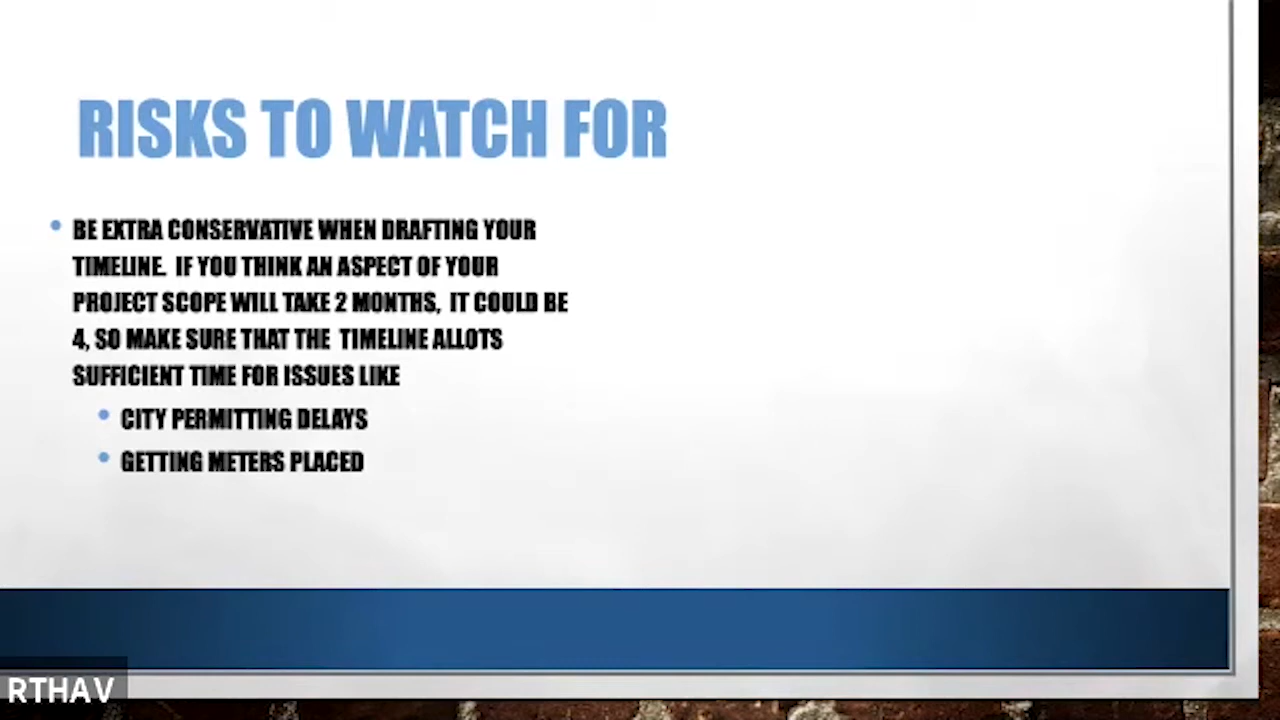 RISKS TO WATCH FOR
BE EXTRA CONSERVATIVE WHEN DRAFTING YOUR
TIMELINE. IF YOU THINK AN ASPECT OF YOUR
PROJECT SCOPE WILL TAKE 2 MONTHS, IT COULD BE
4, SO MAKE SURE THAT THE TIMELINE ALLOTS
SUFFICIENT TIME FOR ISSUES LIKE
CITY PERMITTING DELAYS
GETTING METERS PLACED
RTHAV